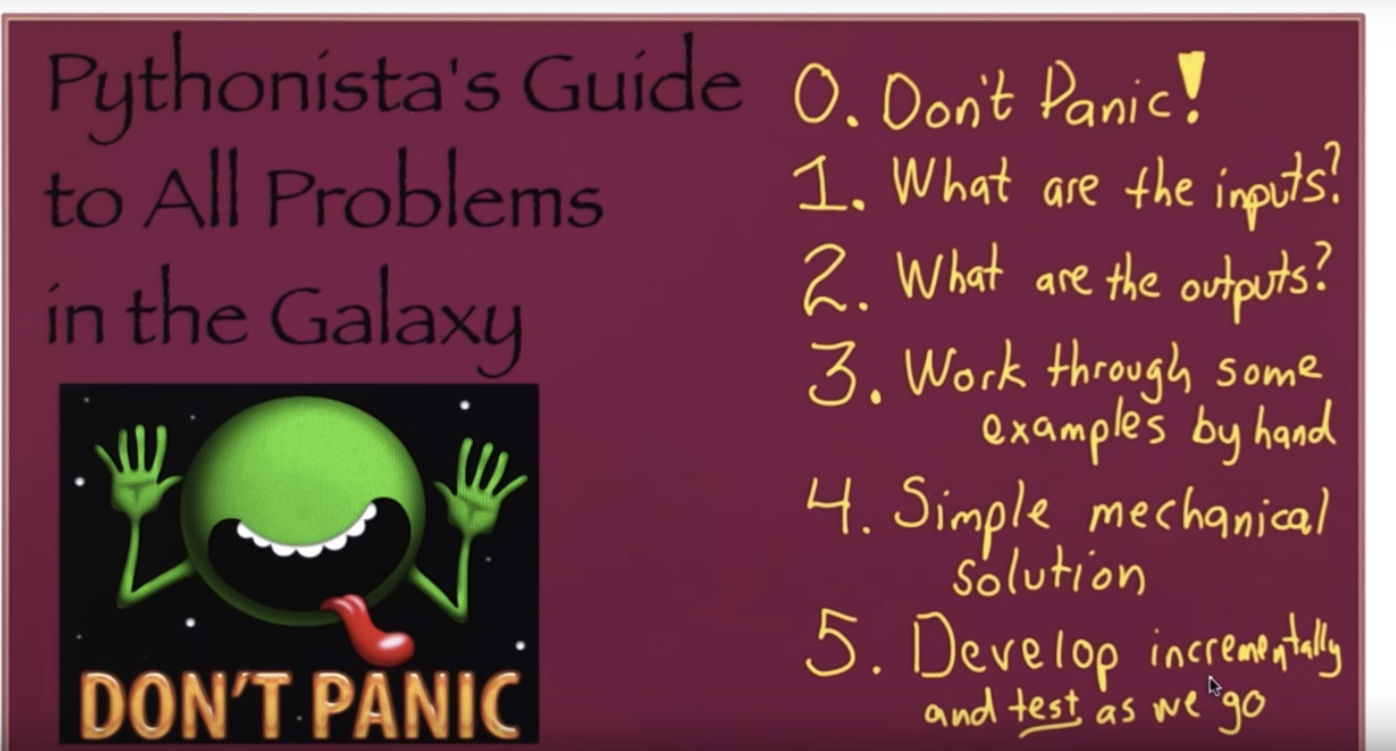 Pythonista's Guide
to All Problems
in the Galaxy
DON'T PANIC
0. Don't Panic!
1. What are the inputs?
2. What are the outputs?
3. Work through some
examples by hand
4. Simple mechanical
solution
5. Develop incrementally
and test as we go